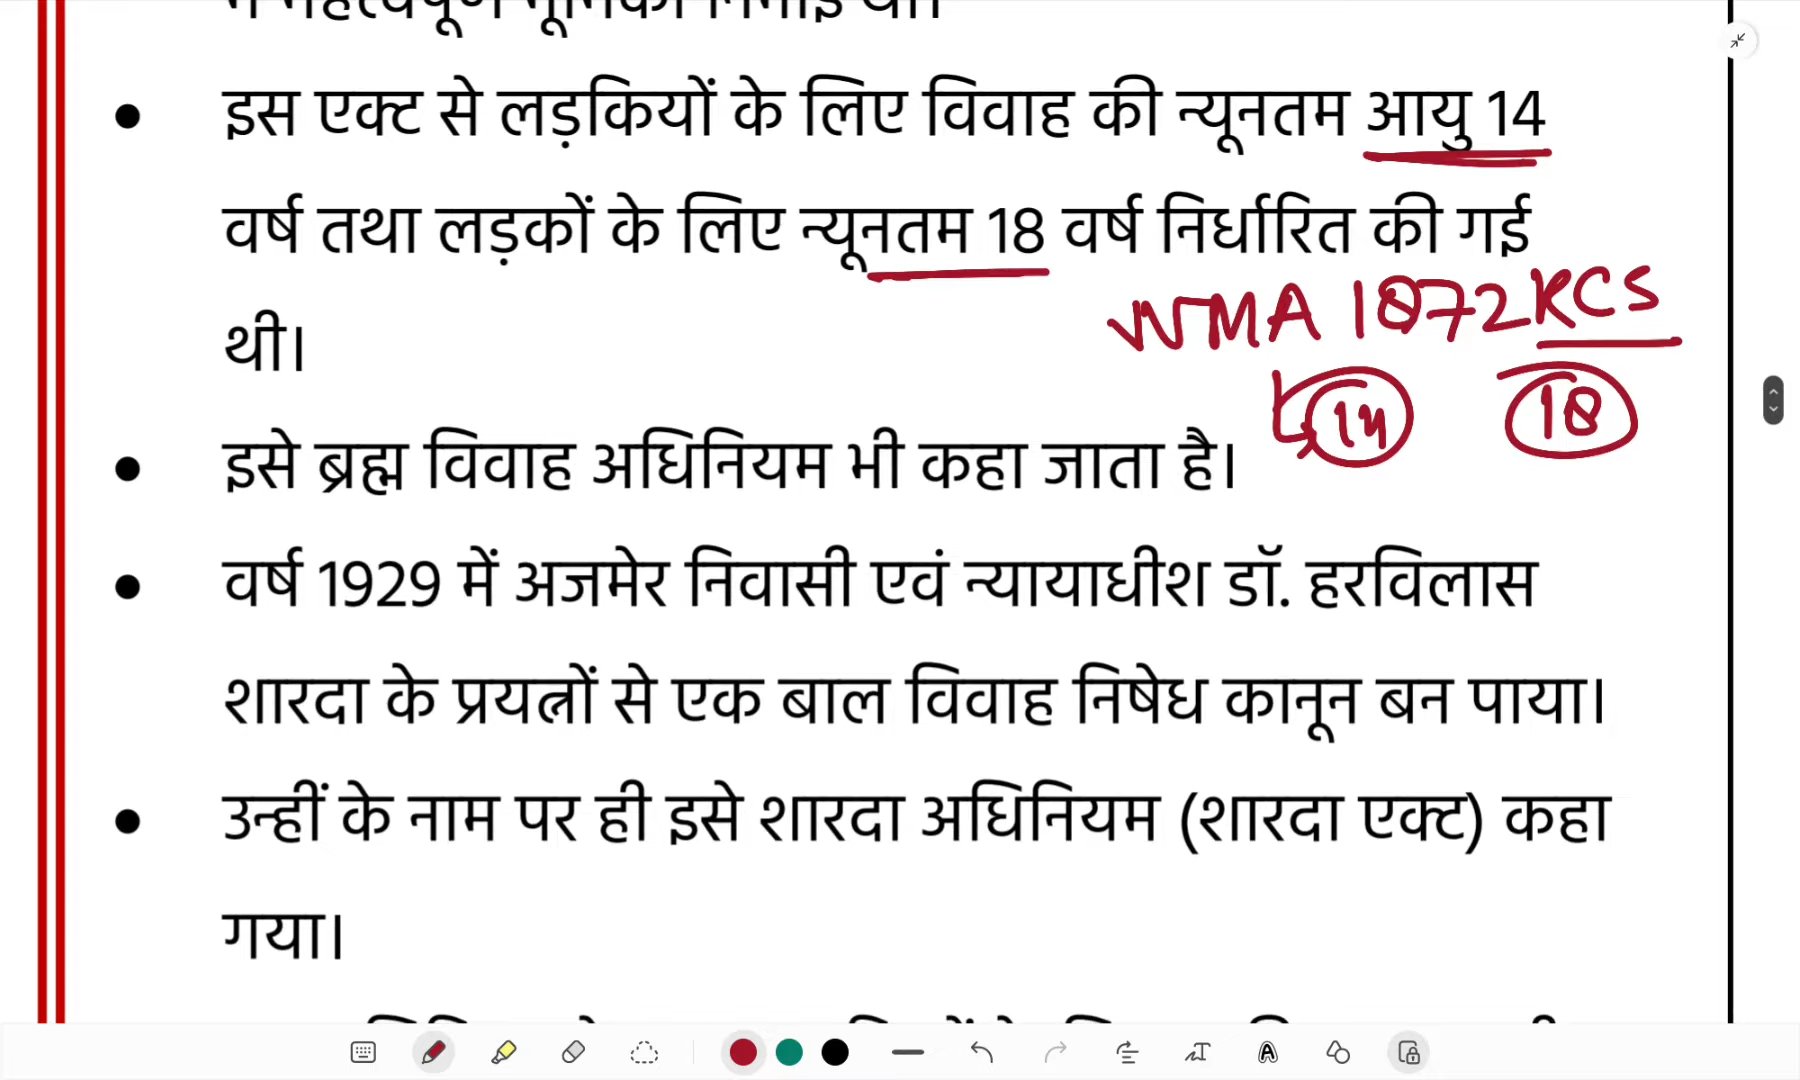 इस एक्ट से लड़कियों के लिए विवाह की न्यूनतम आयु 14
वर्ष तथा लड़कों के लिए न्यूनतम 18 वर्ष निर्धारित की गई
थी।
NMA 1872 KCS
14 18
इसे ब्रह्म विवाह अधिनियम भी कहा जाता है।
वर्ष 1929 में अजमेर निवासी एवं न्यायाधीश डॉ. हरविलास
शारदा के प्रयत्नों से एक बाल विवाह निषेध कानून बन पाया।
उन्हीं के नाम पर ही इसे शारदा अधिनियम (शारदा एक्ट) कहा
गया।